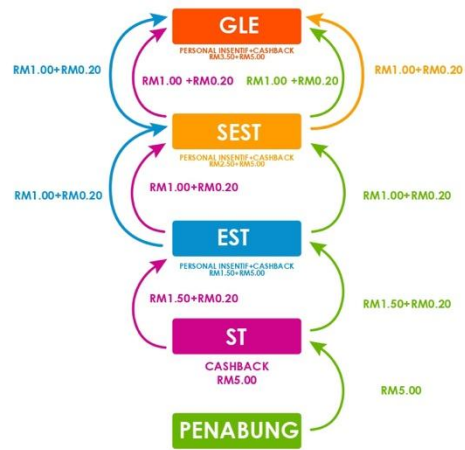 GLE
PERSONAL INSENTIF+CASHBACK
RM3.50+RM5.00
RM1.00+RM0.20
RM1.00 +RM0.20
RM1.00 +RM0.20
RM1.00+RM0.20
SEST
PERSONAL INSENTIF+CASHBACK
RM2.50+RM5.00
RM1.00+RM0.20
RM1.00+RM0.20
RM1.00+RM0.20
EST
PERSONAL INSENTIF+CASHBACK
RM1.50+RM5.00
RM1.50+RM0.20
RM1.50+RM0.20
ST
CASHBACK
RM5.00
RM5.00
PENABUNG